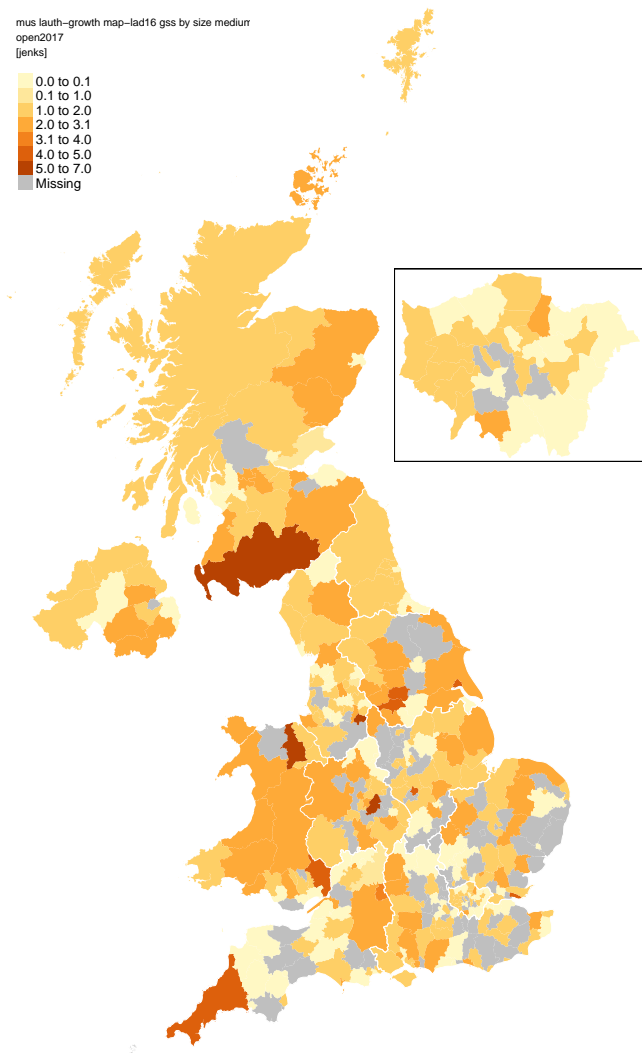 mus lauth-growth map-lad16 gss by size medium
open2017
[jenks]
0.0 to 0.1
0.1 to 1.0
1.0 to 2.0
2.0 to 3.1
3.1 to 4.0
4.0 to 5.0
5.0 to 7.0
Missing